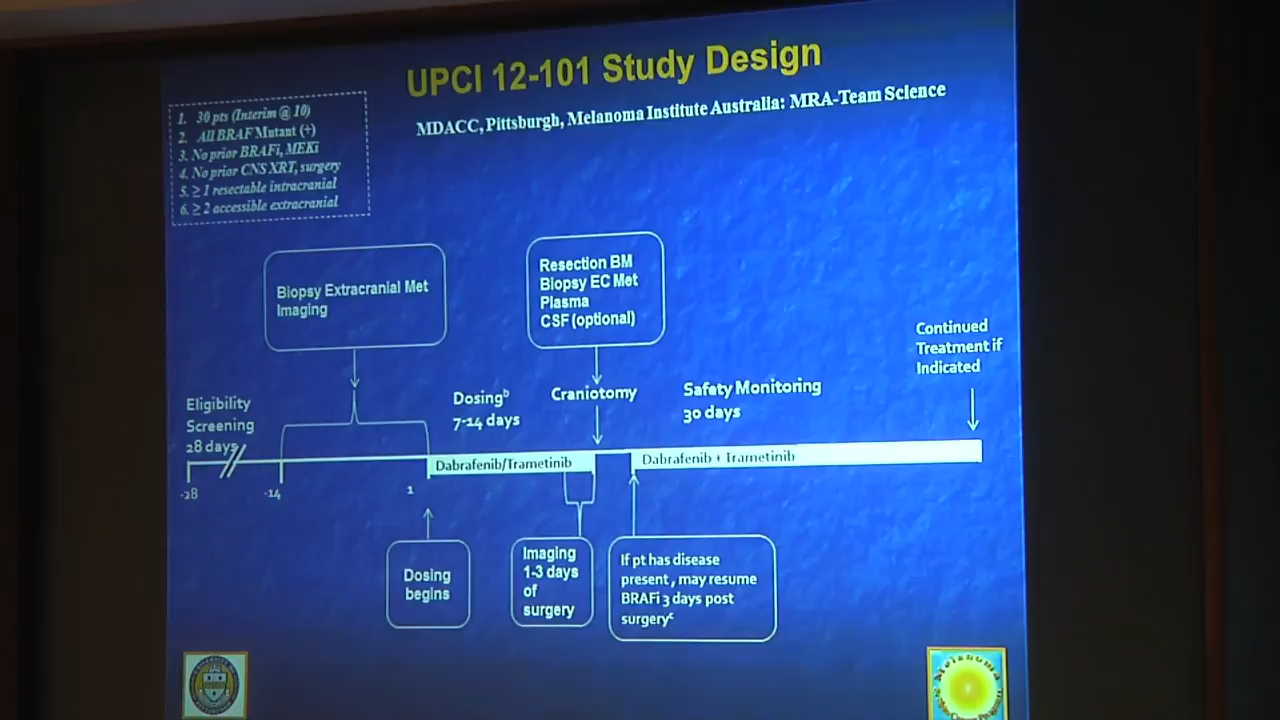 UPCI 12-101 Study Design
MDACC, Pittsburgh, Melanoma Institute Australia: MRA-Team Science
1. 30 pts (Interim @ 10)
2. All BRAF Mutant (+)
3. No prior BRAFi, MEKi
4. No prior CNS XRT, surgery
5. ≥ 1 resectable intracranial
6. ≥ 2 accessible extracranial
Biopsy Extracranial Met
Imaging
Resection BM
Biopsy EC Met
Plasma
CSF (optional)
Continued
Treatment if
Indicated
Eligibility
Screening
28 days
Dosingᵇ
7-14 days
Craniotomy
Safety Monitoring
30 days
Dabrafenib/Trametinib
Dabrafenib + Trametinib
-28
-14
1
Dosing
begins
Imaging
1-3 days
of
surgery
If pt has disease
present , may resume
BRAFi 3 days post
surgeryᶜ
Melanoma